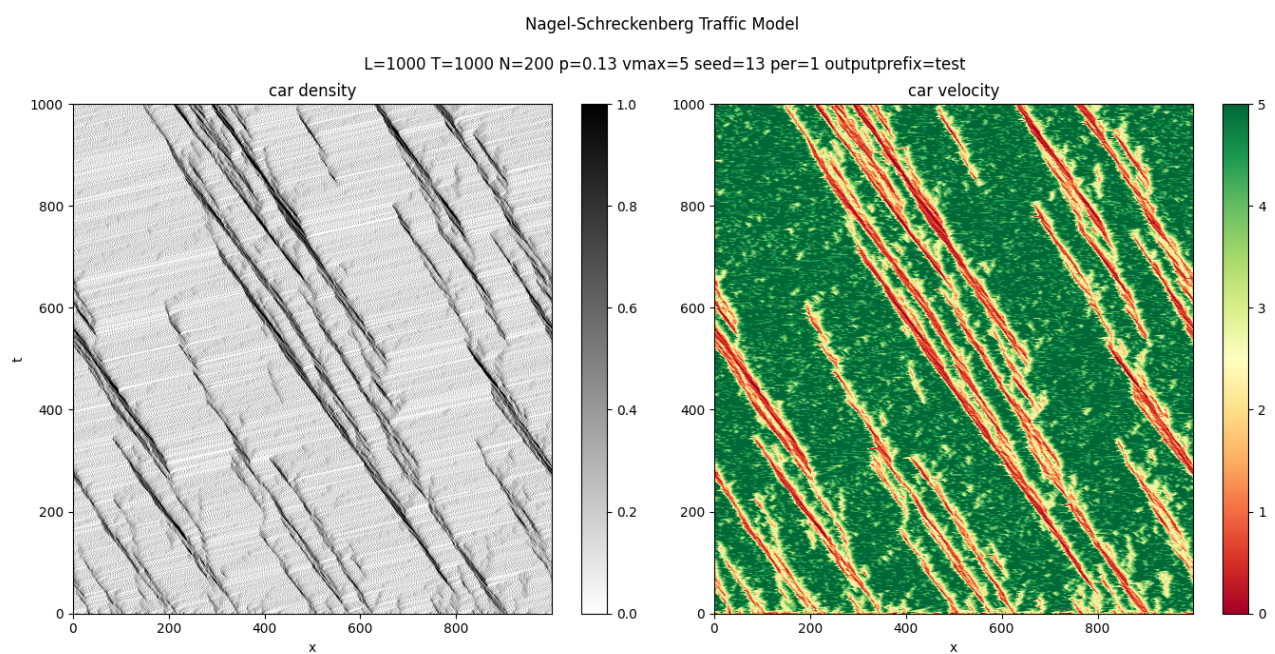 Nagel-Schreckenberg Traffic Model
L=1000 T=1000 N=200 p=0.13 vmax=5 seed=13 per=1 outputprefix=test
car density
car velocity
1000
800
600
400
200
0
t
0 200 400 600 800
x
1.0
0.8
0.6
0.4
0.2
0.0
1000
800
600
400
200
0
0 200 400 600 800
x
5
4
3
2
1
0